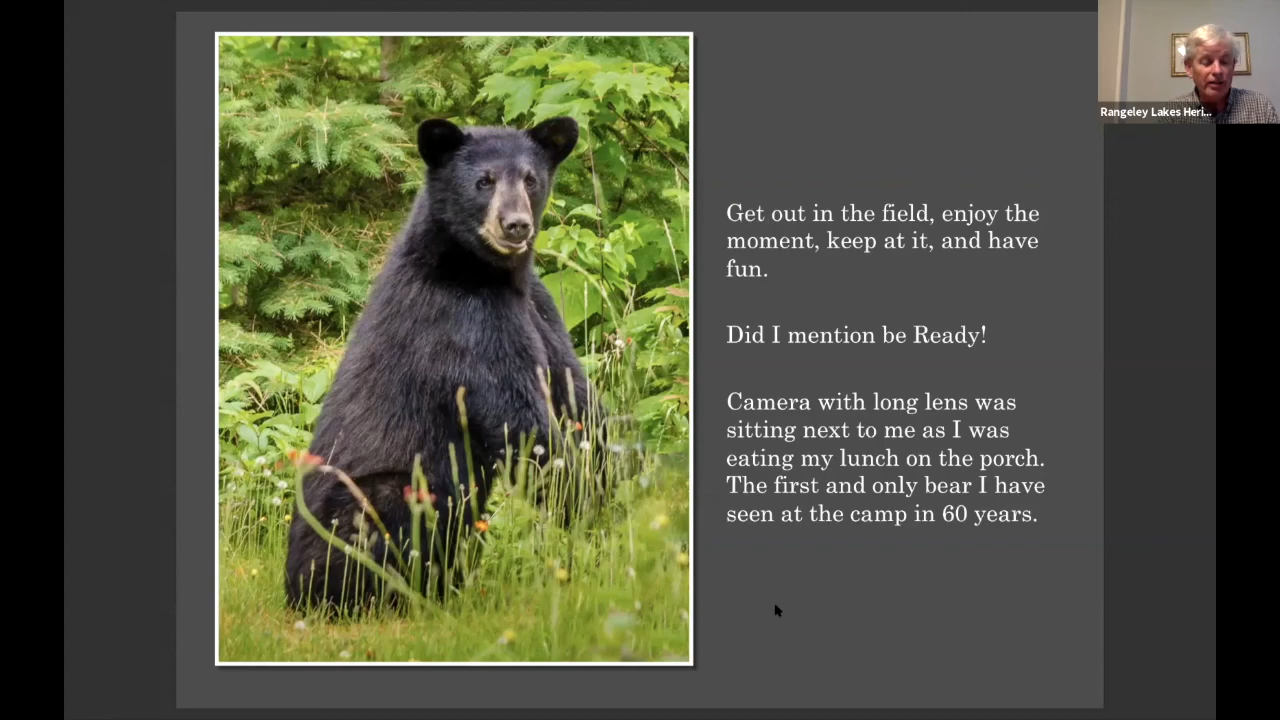 Rangeley Lakes Heri...
Get out in the field, enjoy the
moment, keep at it, and have
fun.
Did I mention be Ready!
Camera with long lens was
sitting next to me as I was
eating my lunch on the porch.
The first and only bear I have
seen at the camp in 60 years.